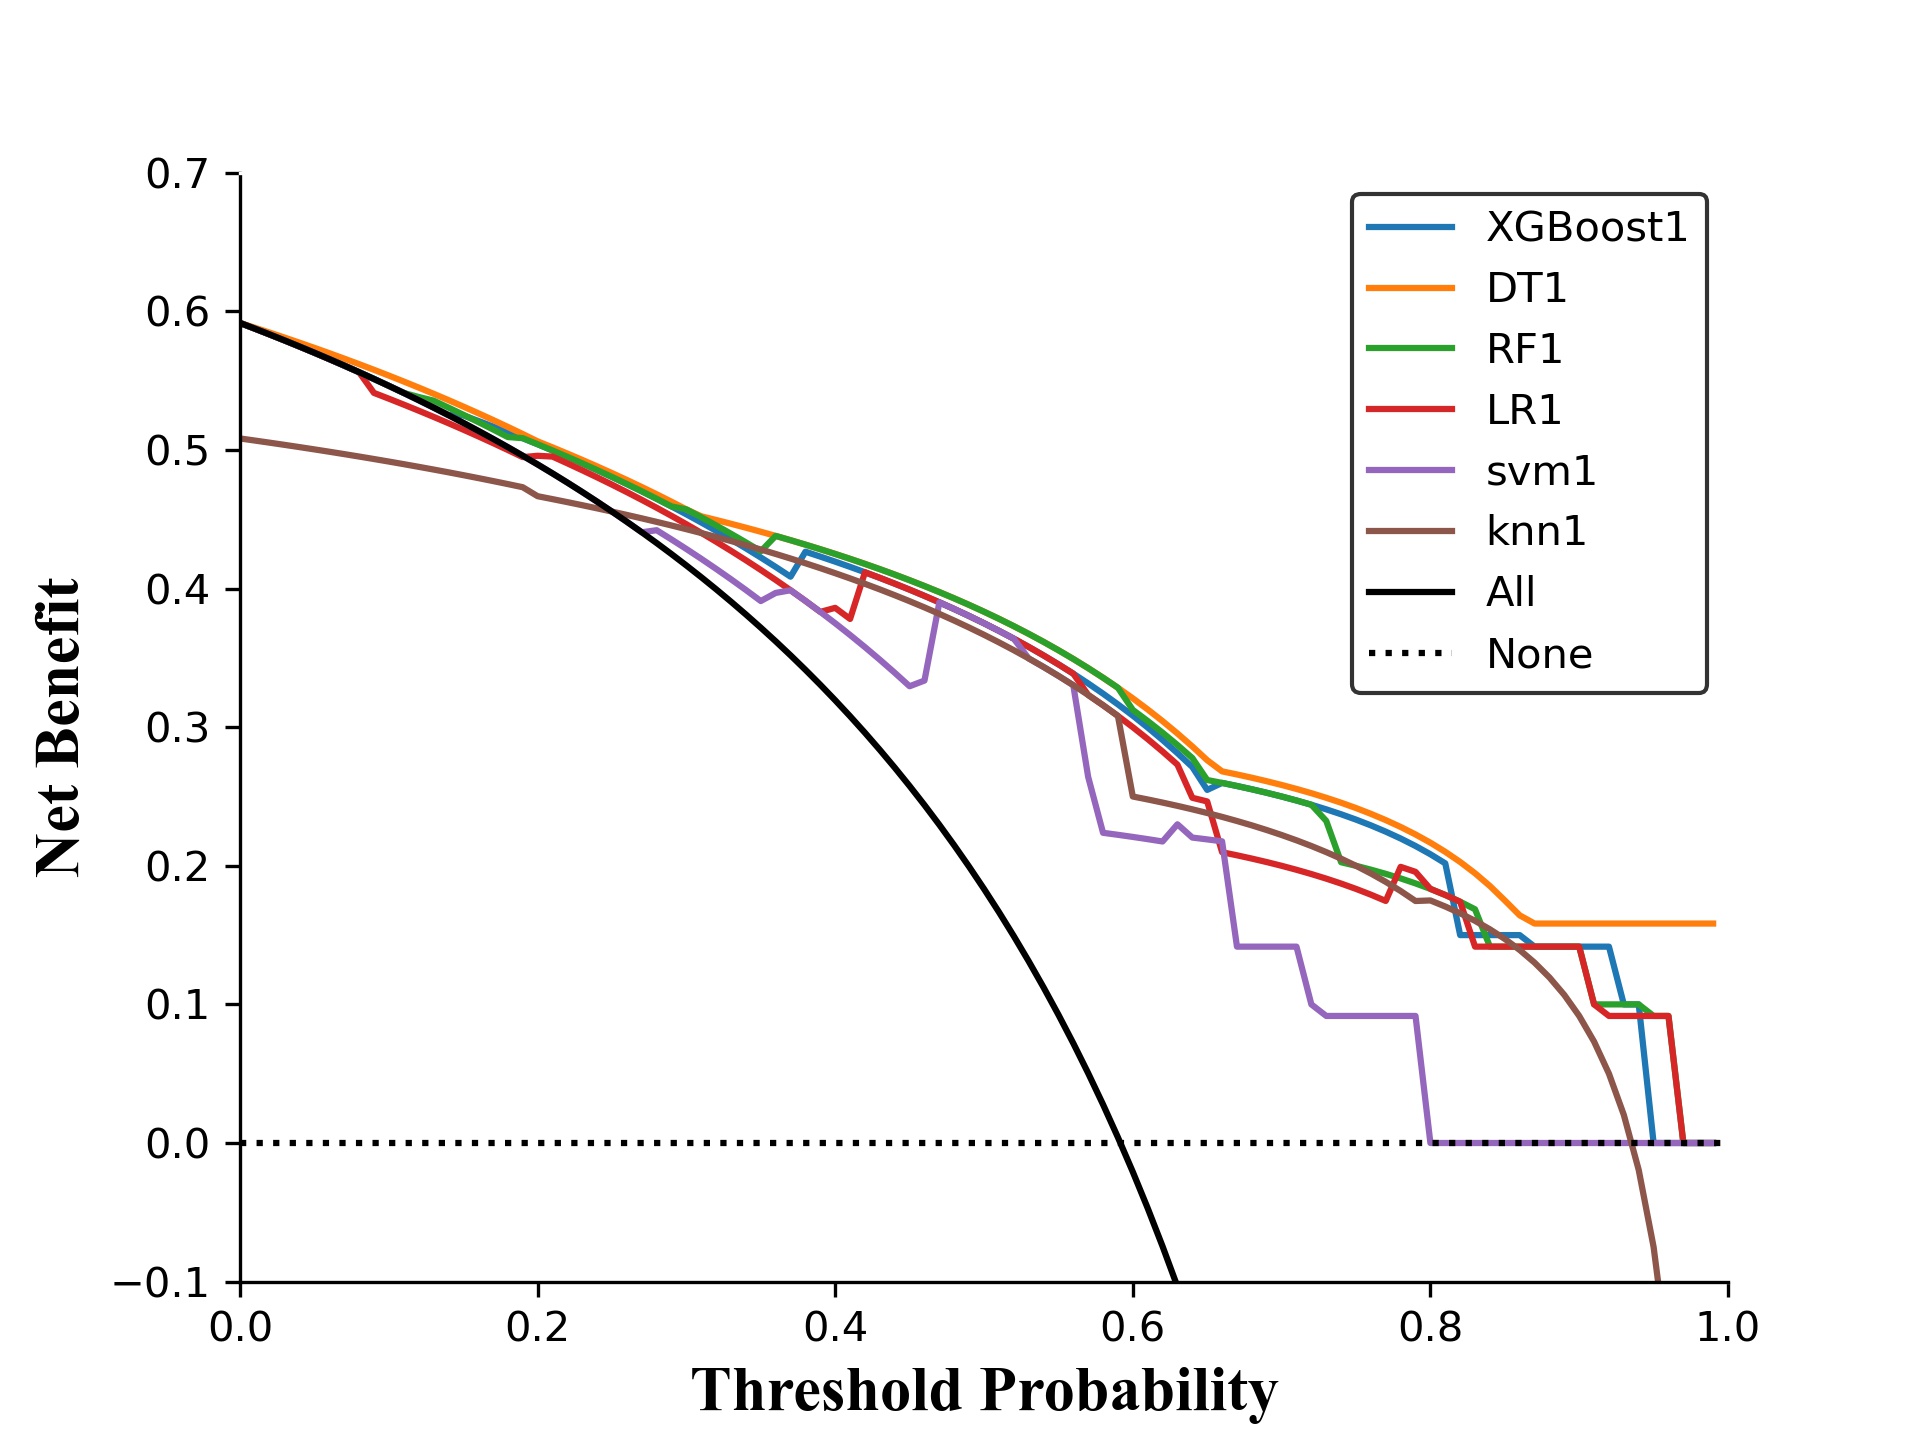 0.7
0.6
0.5
0.4
0.3
0.2
0.1
0.0
−0.1
Net Benefit
XGBoost1
DT1
RF1
LR1
svm1
knn1
All
None
0.0 0.2 0.4 0.6 0.8 1.0
Threshold Probability